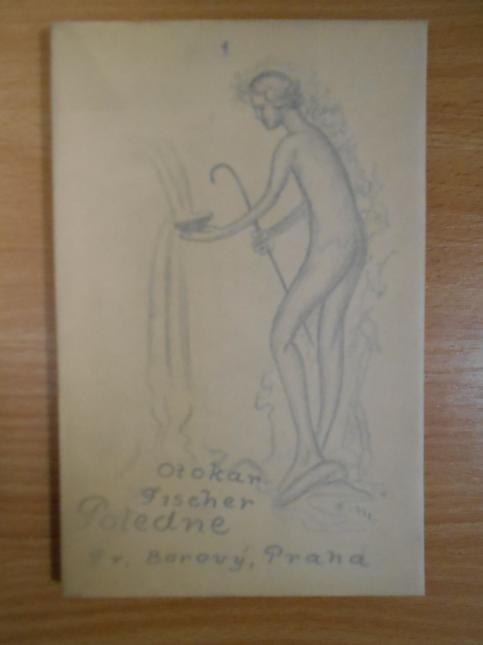 Otokar
Fischer
Poledne
Fr. Borový, Praha